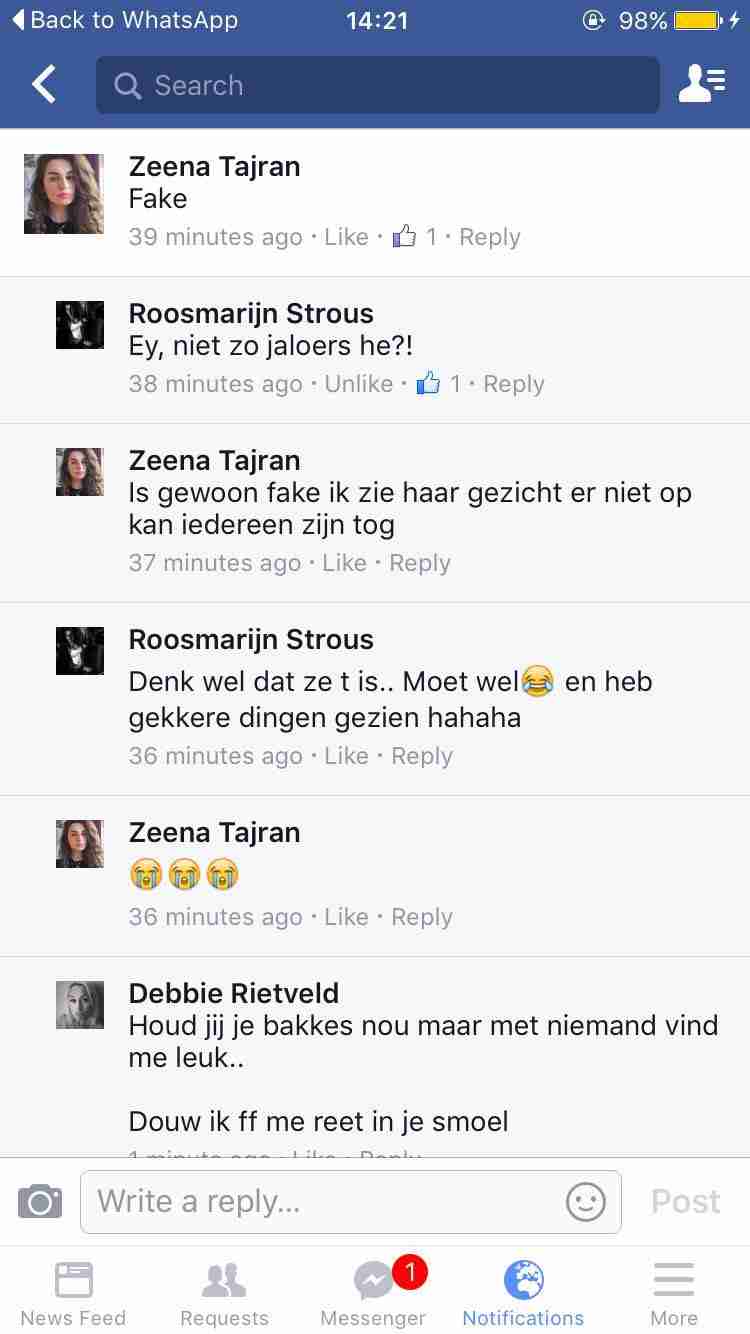 Back to WhatsApp 14:21 98%
Search
Zeena Tajran
Fake
39 minutes ago · Like · 1 · Reply
Roosmarijn Strous
Ey, niet zo jaloers he?!
38 minutes ago · Unlike · 1 · Reply
Zeena Tajran
Is gewoon fake ik zie haar gezicht er niet op
kan iedereen zijn tog
37 minutes ago · Like · Reply
Roosmarijn Strous
Denk wel dat ze t is.. Moet wel😂 en heb
gekkere dingen gezien hahaha
36 minutes ago · Like · Reply
Zeena Tajran
😭😭😭
36 minutes ago · Like · Reply
Debbie Rietveld
Houd jij je bakkes nou maar met niemand vind
me leuk..
Douw ik ff me reet in je smoel
1 minute ago · Like · Reply
Write a reply... Post
1
News Feed Requests Messenger Notifications More